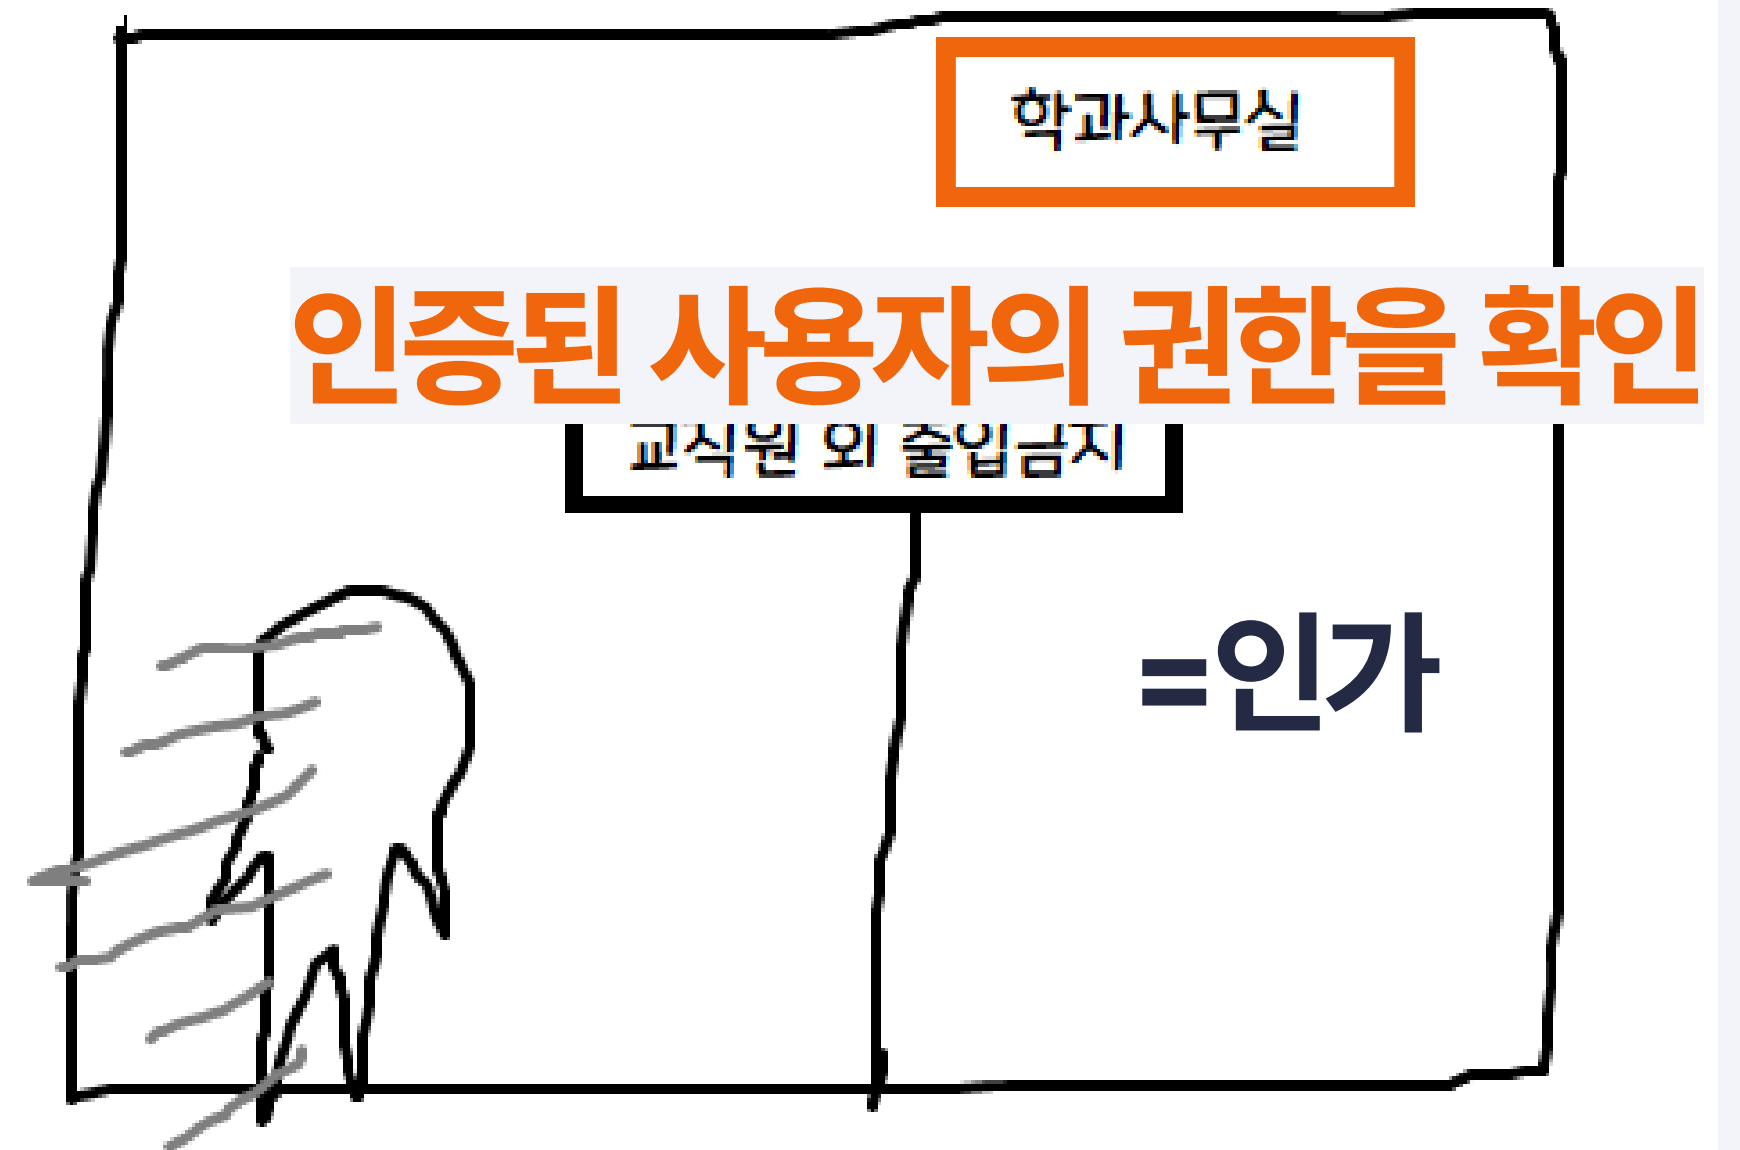 학과사무실
인증된 사용자의 권한을 확인
교직원 외 출입금지
=인가